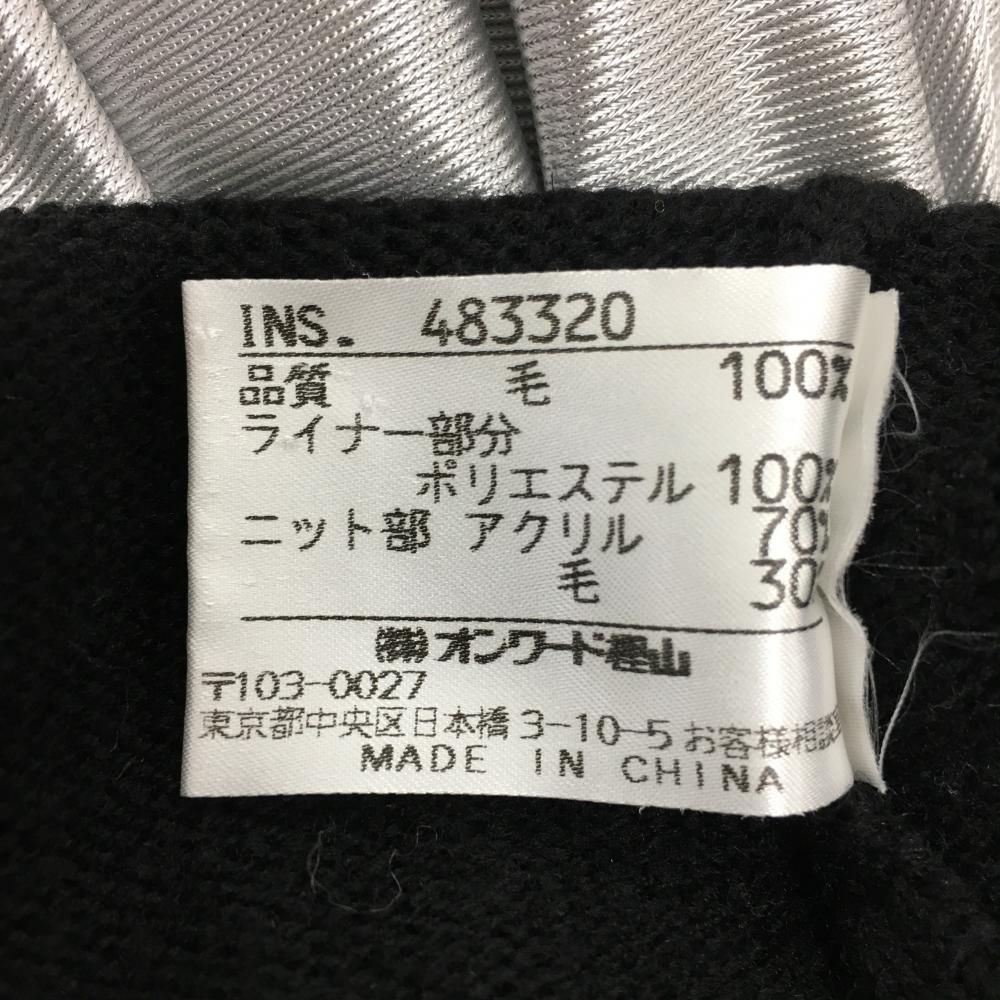 INS. 483320
品質 毛 100%
ライナー部分
ポリエステル 100%
ニット部 アクリル 70%
毛 30%
㈱オンワード樫山
〒103-0027
東京都中央区日本橋3-10-5 お客様相談
MADE IN CHINA